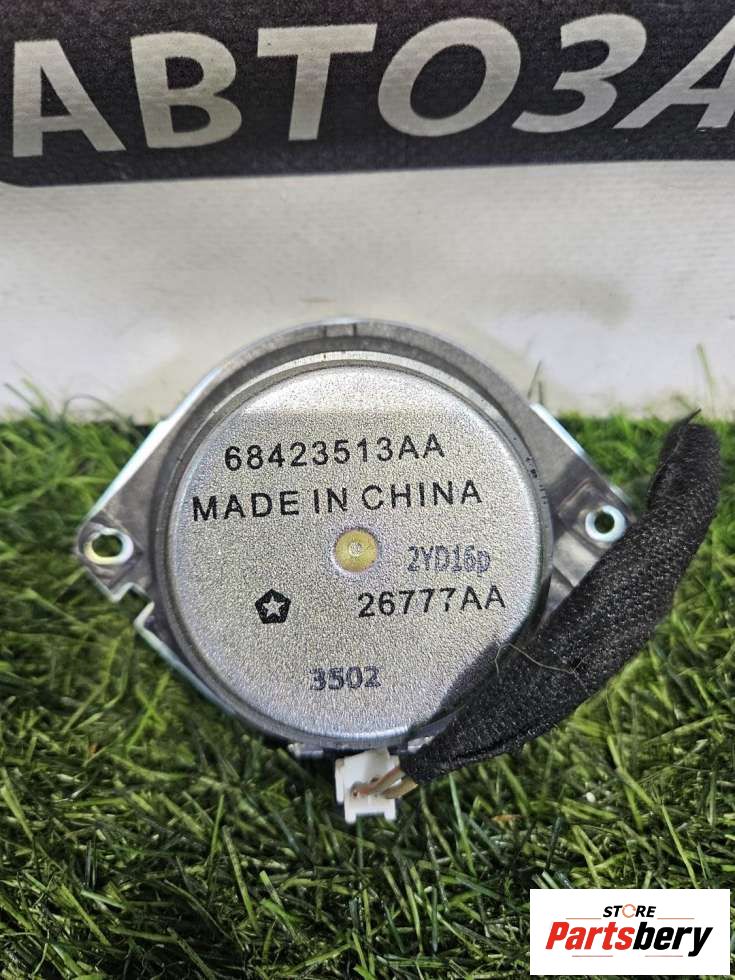 АВТОЗА
68423513AA
MADE IN CHINA
2YD16p
26777AA
3502
STORE
Partsbery